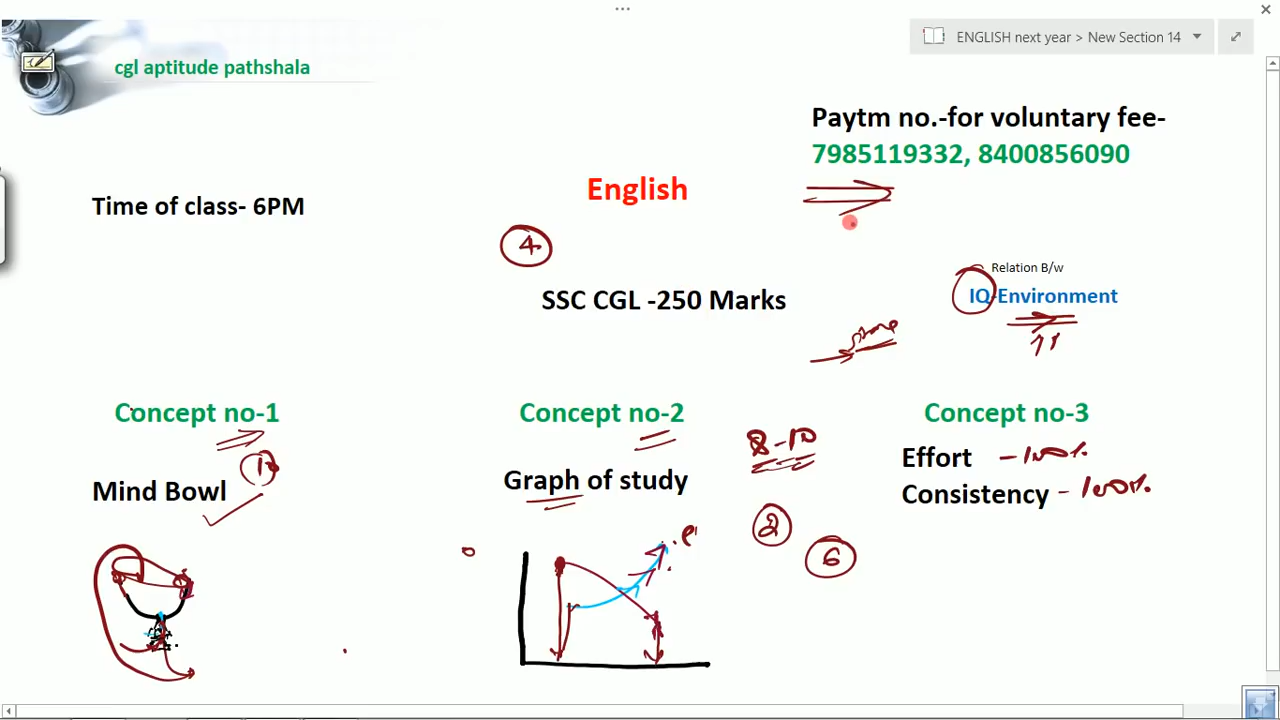 ENGLISH next year > New Section 14
cgl aptitude pathshala
Paytm no.-for voluntary fee-
7985119332, 8400856090
Time of class- 6PM
English
4
Relation B/w
SSC CGL -250 Marks
IQ-Environment
Concept no-1
Concept no-2
Concept no-3
8-10
Effort -100%
10
Mind Bowl
Graph of study
Consistency -100%
2
6